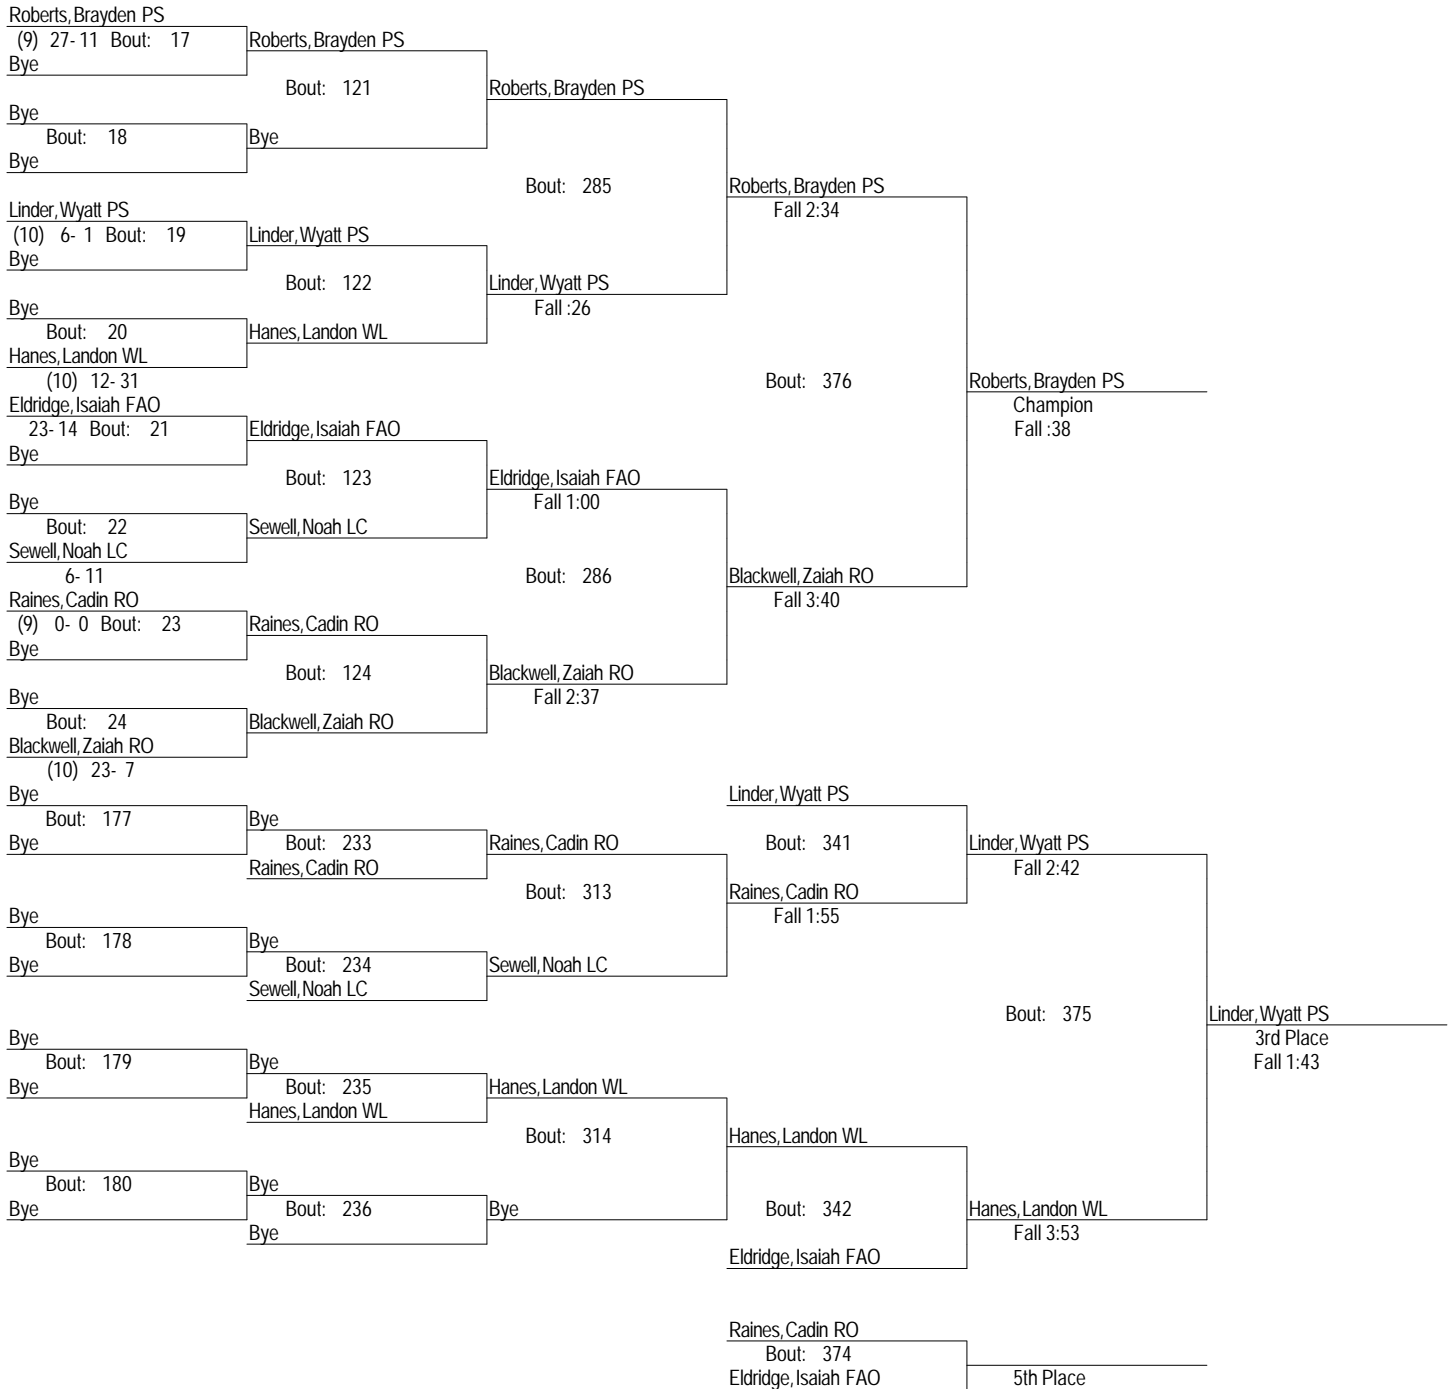 Roberts, Brayden PS
(9) 27- 11 Bout: 17
Roberts, Brayden PS
Bye
Bout: 121
Roberts, Brayden PS
Bye
Bout: 18
Bye
Bye
Bout: 285
Roberts, Brayden PS
Fall 2:34
Linder, Wyatt PS
(10) 6- 1 Bout: 19
Linder, Wyatt PS
Bye
Bout: 122
Linder, Wyatt PS
Fall :26
Bye
Bout: 20
Hanes, Landon WL
Hanes, Landon WL
(10) 12- 31
Bout: 376
Roberts, Brayden PS
Champion
Fall :38
Eldridge, Isaiah FAO
23- 14 Bout: 21
Eldridge, Isaiah FAO
Bye
Bout: 123
Eldridge, Isaiah FAO
Fall 1:00
Bye
Bout: 22
Sewell, Noah LC
Sewell, Noah LC
6- 11
Bout: 286
Blackwell, Zaiah RO
Fall 3:40
Raines, Cadin RO
(9) 0- 0 Bout: 23
Raines, Cadin RO
Bye
Bout: 124
Blackwell, Zaiah RO
Fall 2:37
Bye
Bout: 24
Blackwell, Zaiah RO
Blackwell, Zaiah RO
(10) 23- 7
Bye
Bout: 177
Bye
Bye
Bout: 233
Raines, Cadin RO
Raines, Cadin RO
Linder, Wyatt PS
Bout: 341
Linder, Wyatt PS
Fall 2:42
Bout: 313
Raines, Cadin RO
Fall 1:55
Bye
Bout: 178
Bye
Bye
Bout: 234
Sewell, Noah LC
Sewell, Noah LC
Bout: 375
Linder, Wyatt PS
3rd Place
Fall 1:43
Bye
Bout: 179
Bye
Bye
Bout: 235
Hanes, Landon WL
Hanes, Landon WL
Bout: 314
Hanes, Landon WL
Bye
Bout: 180
Bye
Bye
Bout: 236
Bye
Bye
Bout: 342
Hanes, Landon WL
Fall 3:53
Eldridge, Isaiah FAO
Raines, Cadin RO
Bout: 374
Eldridge, Isaiah FAO
5th Place